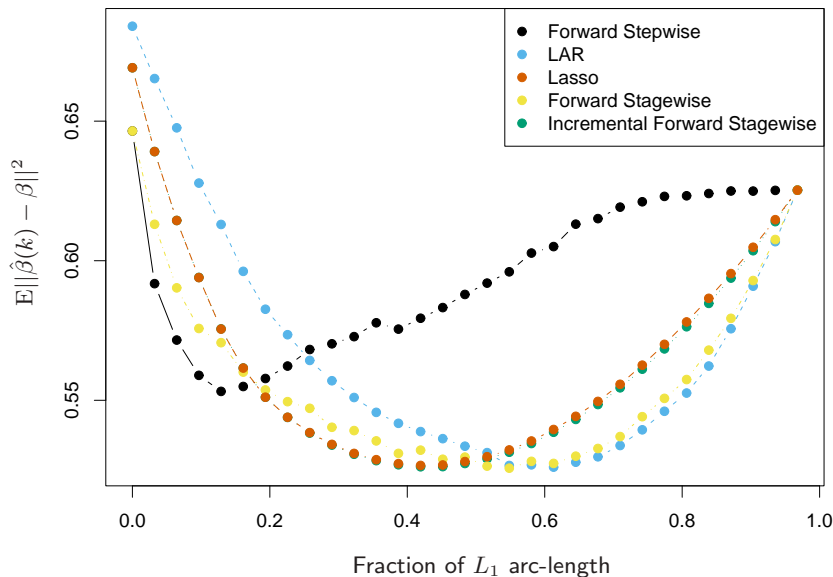 Forward Stepwise
LAR
Lasso
Forward Stagewise
Incremental Forward Stagewise
0.65
0.60
0.55
E||β̂(k) − β||²
0.0 0.2 0.4 0.6 0.8 1.0
Fraction of L₁ arc-length